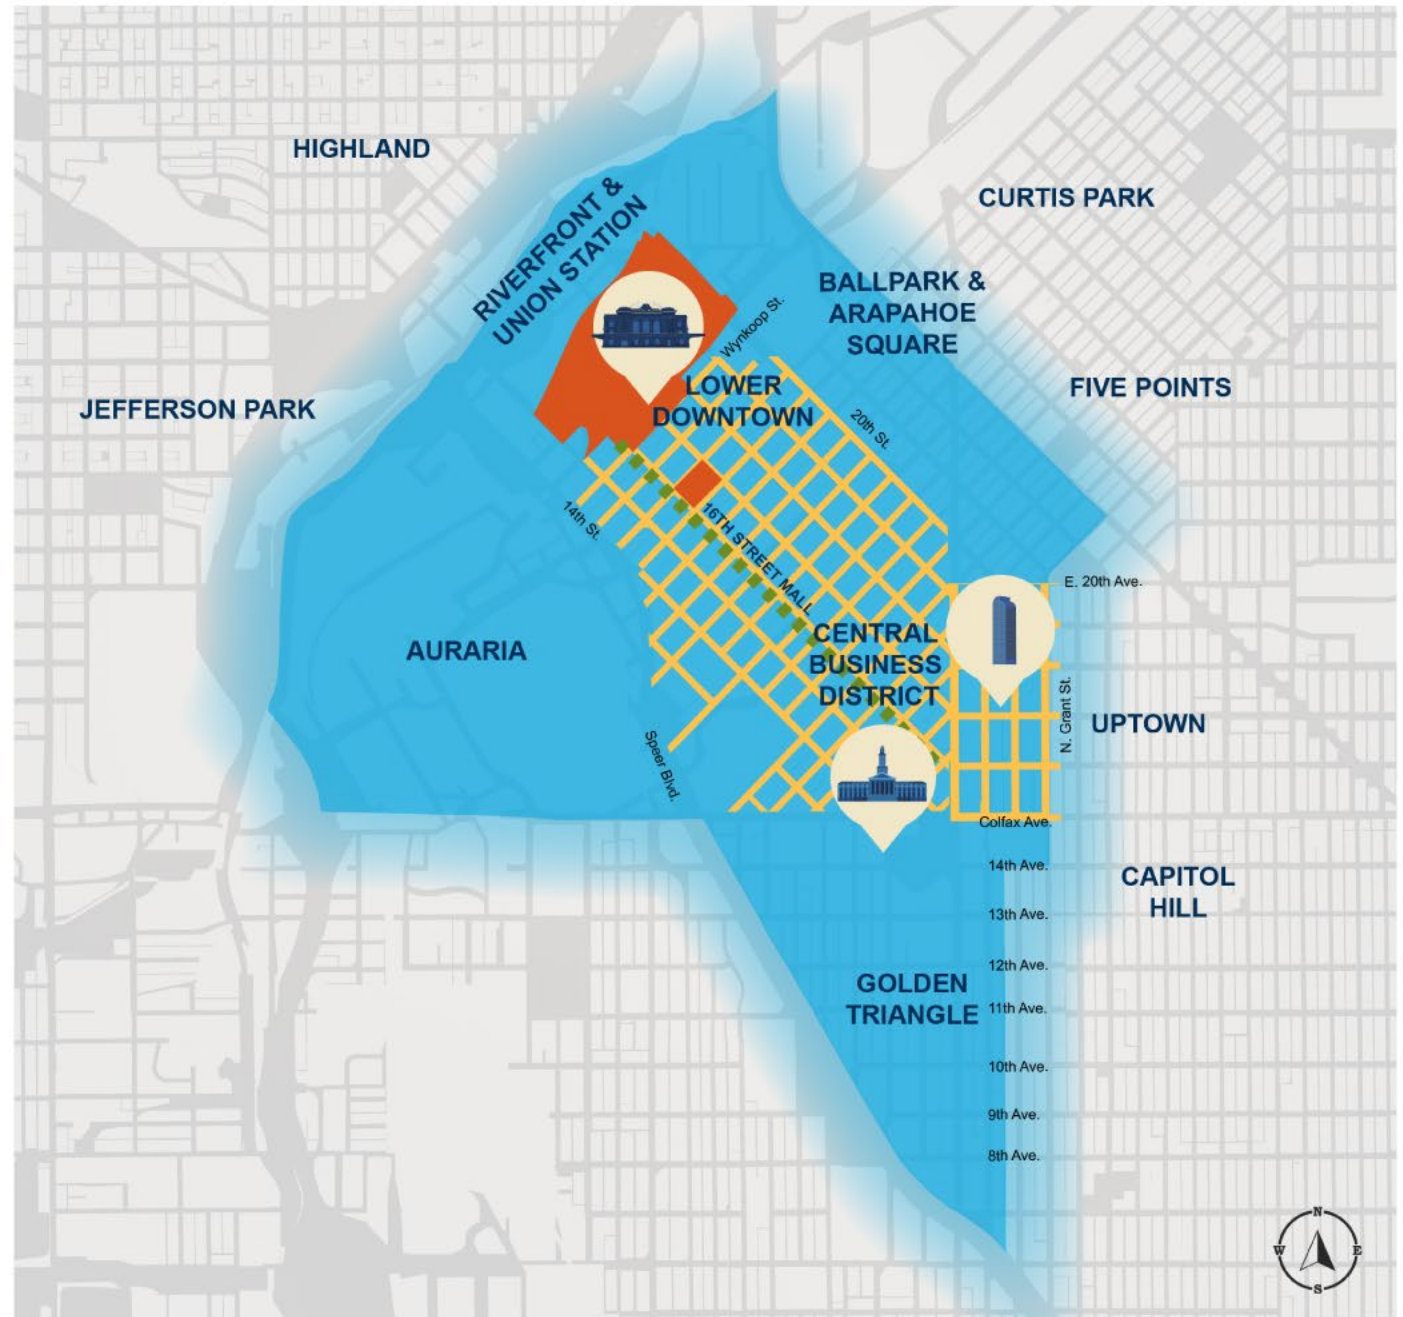 HIGHLAND
CURTIS PARK
RIVERFRONT &
UNION STATION
BALLPARK &
ARAPAHOE
SQUARE
Wynkoop St.
LOWER
DOWNTOWN
FIVE POINTS
JEFFERSON PARK
20th St.
14th St.
16TH STREET MALL
E. 20th Ave.
CENTRAL
BUSINESS
DISTRICT
AURARIA
N. Grant St.
UPTOWN
Speer Blvd.
Colfax Ave.
14th Ave.
CAPITOL
HILL
13th Ave.
12th Ave.
GOLDEN
TRIANGLE
11th Ave.
10th Ave.
9th Ave.
8th Ave.
N
W
E
S